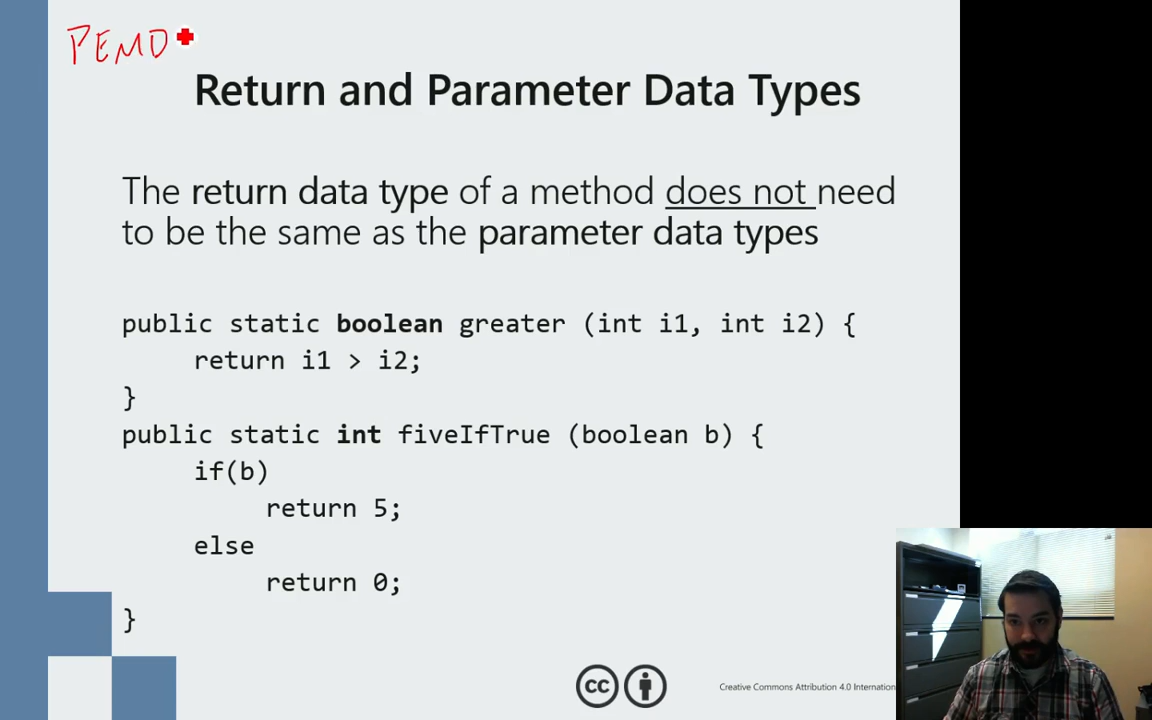 PEMD
Return and Parameter Data Types
The return data type of a method does not need
to be the same as the parameter data types
public static boolean greater (int i1, int i2) {
return i1 > i2;
}
public static int fiveIfTrue (boolean b) {
if(b)
return 5;
else
return 0;
}
cc
Creative Commons Attribution 4.0 Internation